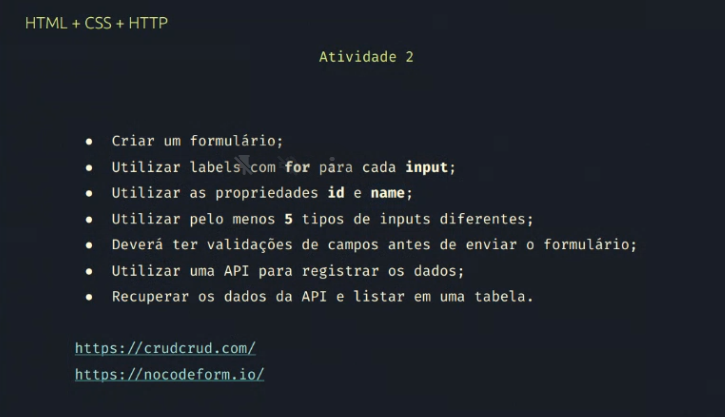 HTML + CSS + HTTP
Atividade 2
● Criar um formulário;
● Utilizar labels com for para cada input;
● Utilizar as propriedades id e name;
● Utilizar pelo menos 5 tipos de inputs diferentes;
● Deverá ter validações de campos antes de enviar o formulário;
● Utilizar uma API para registrar os dados;
● Recuperar os dados da API e listar em uma tabela.
https://crudcrud.com/
https://nocodeform.io/